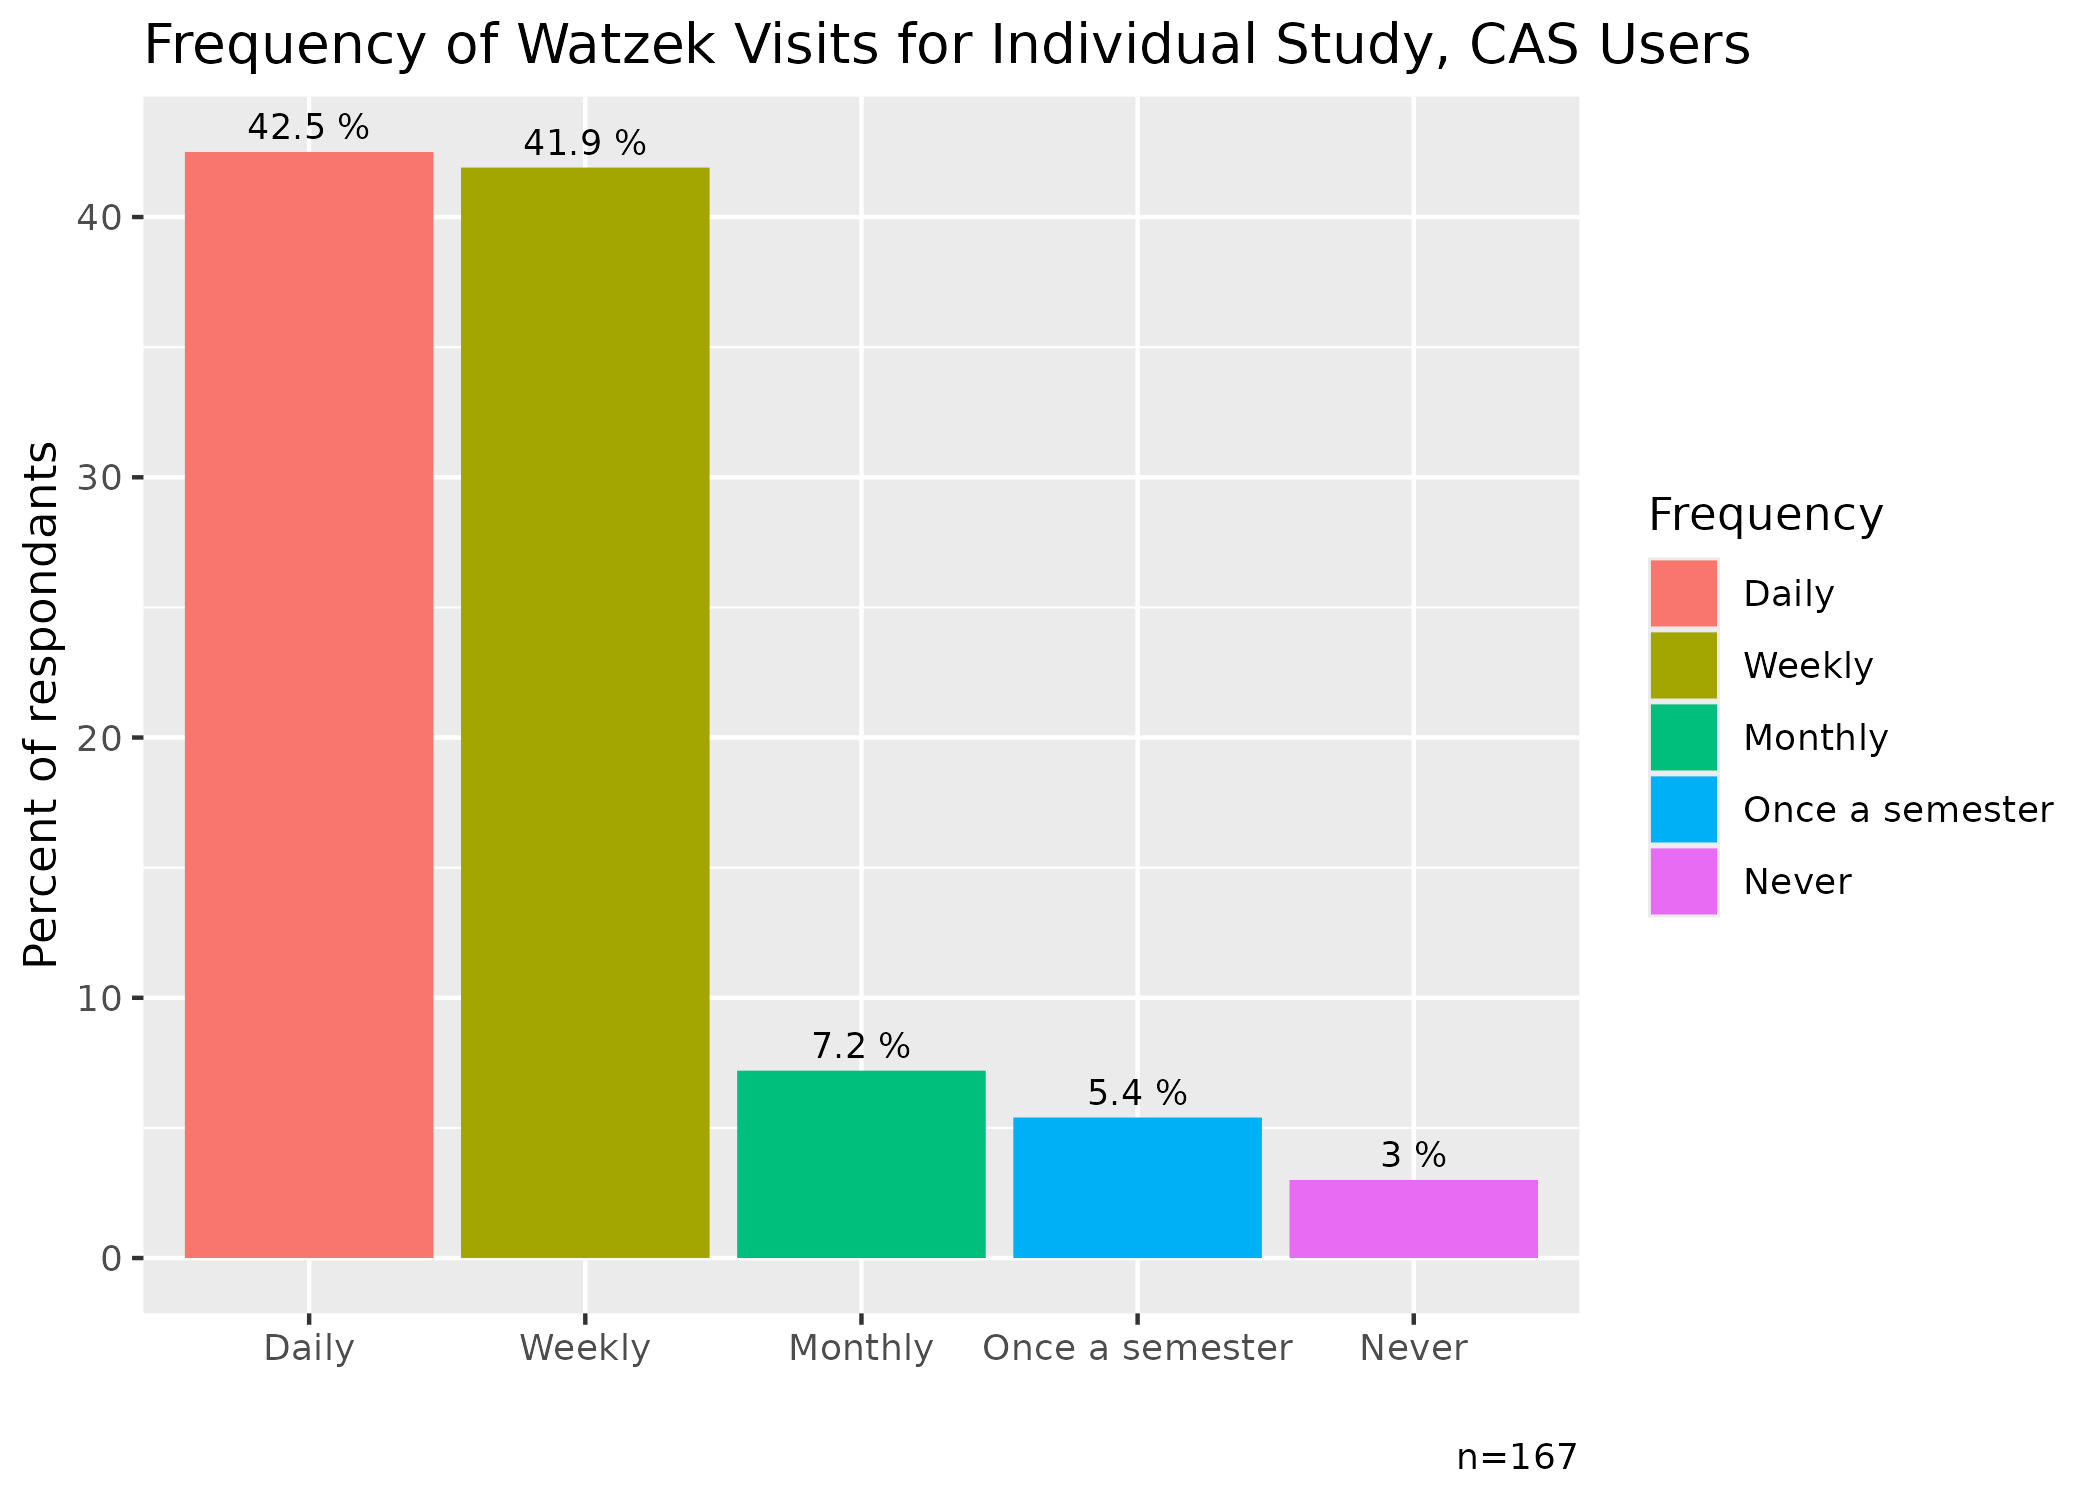 Frequency of Watzek Visits for Individual Study, CAS Users
42.5 %
41.9 %
7.2 %
5.4 %
3 %
40
30
20
10
0
Percent of respondants
Daily
Weekly
Monthly
Once a semester
Never
Frequency
Daily
Weekly
Monthly
Once a semester
Never
n=167